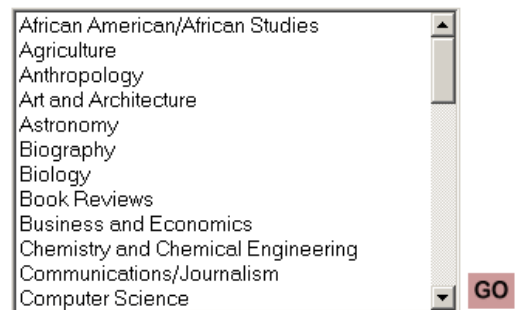 African American/African Studies
Agriculture
Anthropology
Art and Architecture
Astronomy
Biography
Biology
Book Reviews
Business and Economics
Chemistry and Chemical Engineering
Communications/Journalism
Computer Science
GO